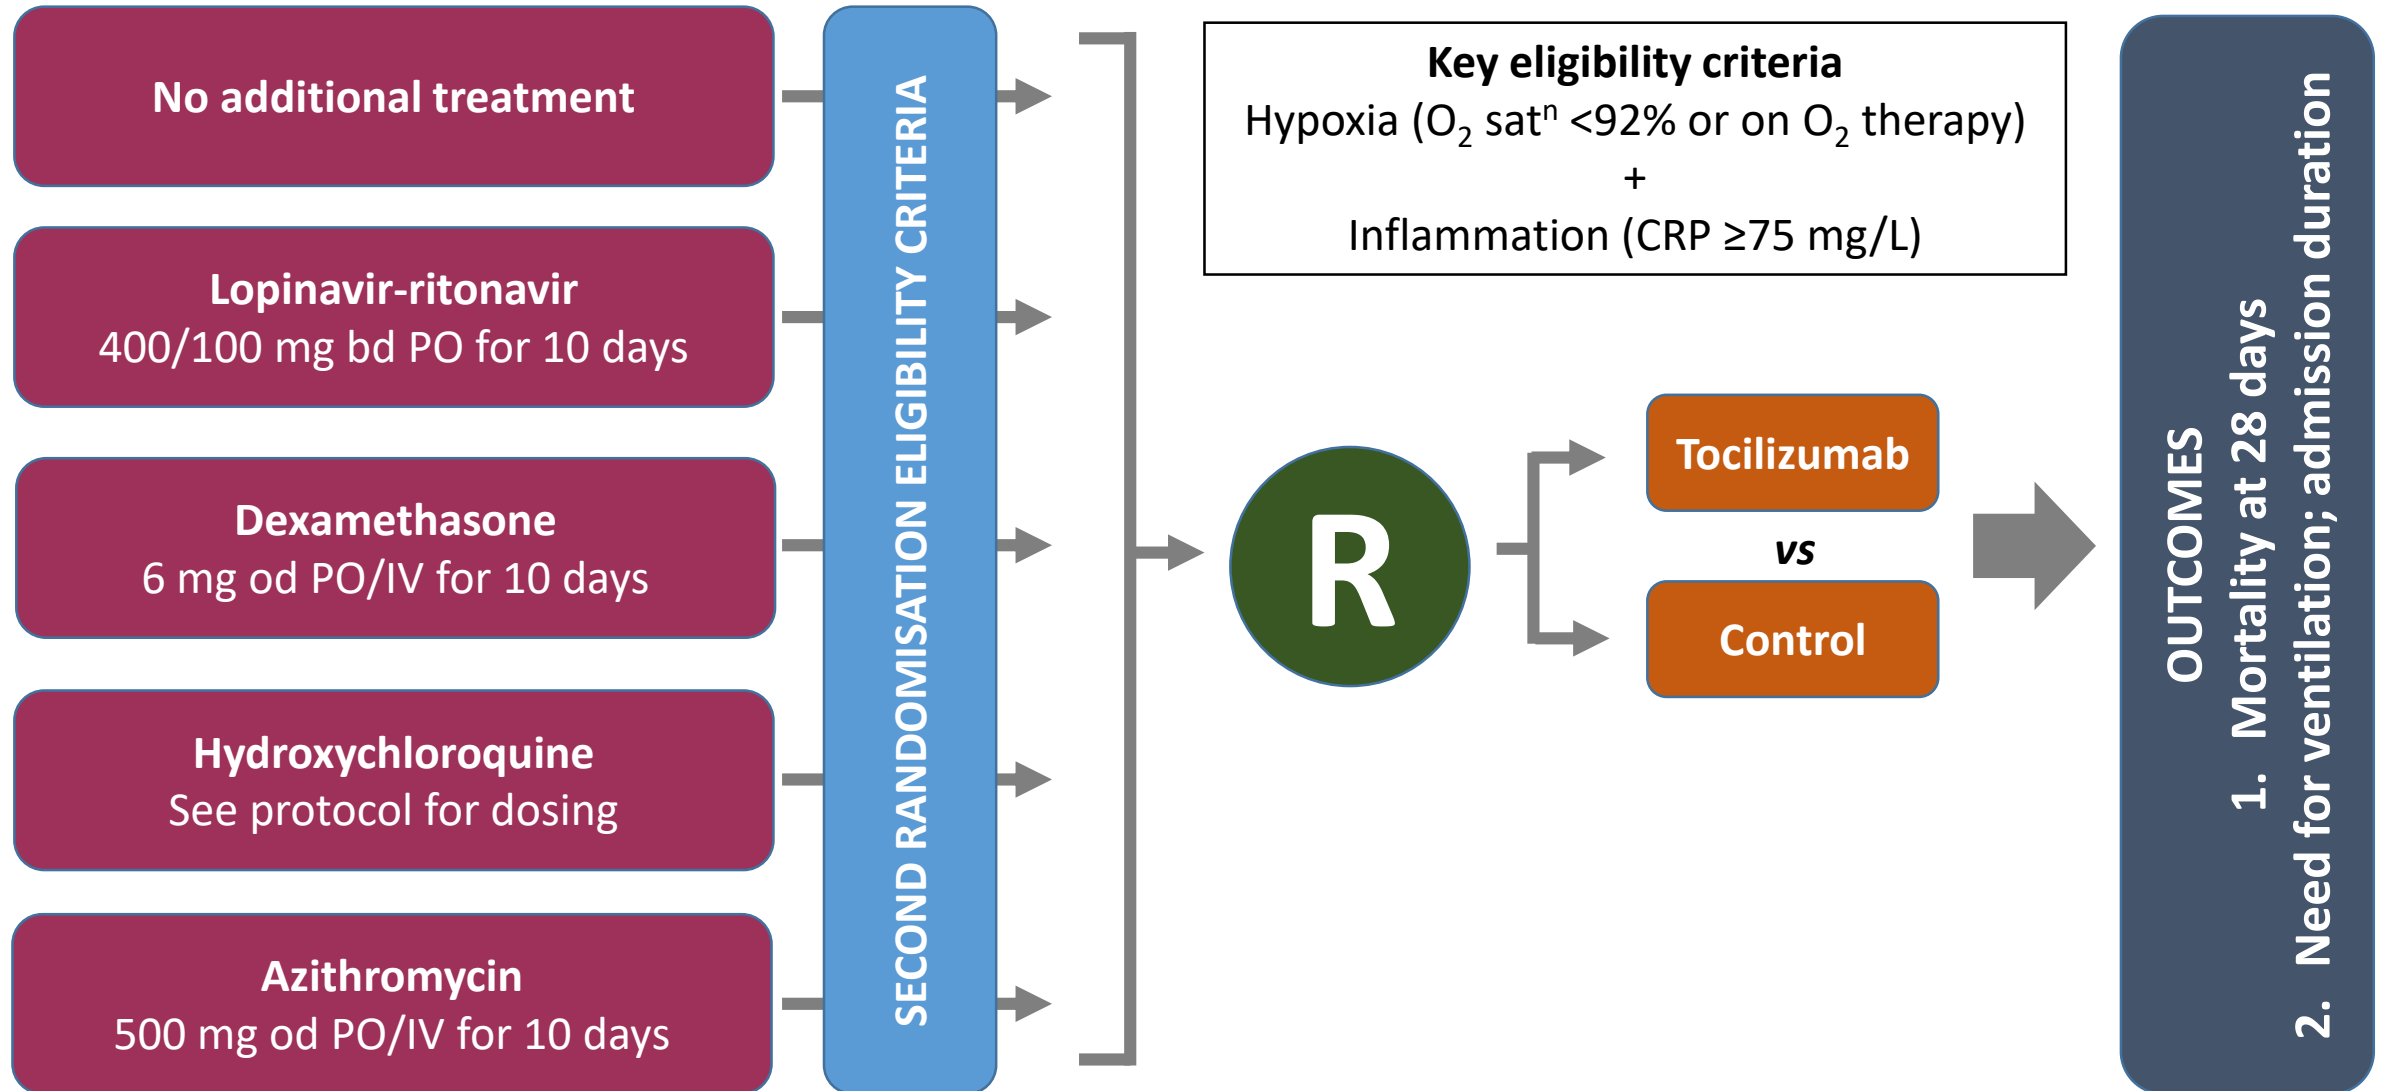 No additional treatment
Lopinavir-ritonavir
400/100 mg bd PO for 10 days
Dexamethasone
6 mg od PO/IV for 10 days
Hydroxychloroquine
See protocol for dosing
Azithromycin
500 mg od PO/IV for 10 days
SECOND RANDOMISATION ELIGIBILITY CRITERIA
Key eligibility criteria
Hypoxia (O₂ satⁿ <92% or on O₂ therapy)
+
Inflammation (CRP ≥75 mg/L)
R
Tocilizumab
vs
Control
OUTCOMES
1. Mortality at 28 days
2. Need for ventilation; admission duration